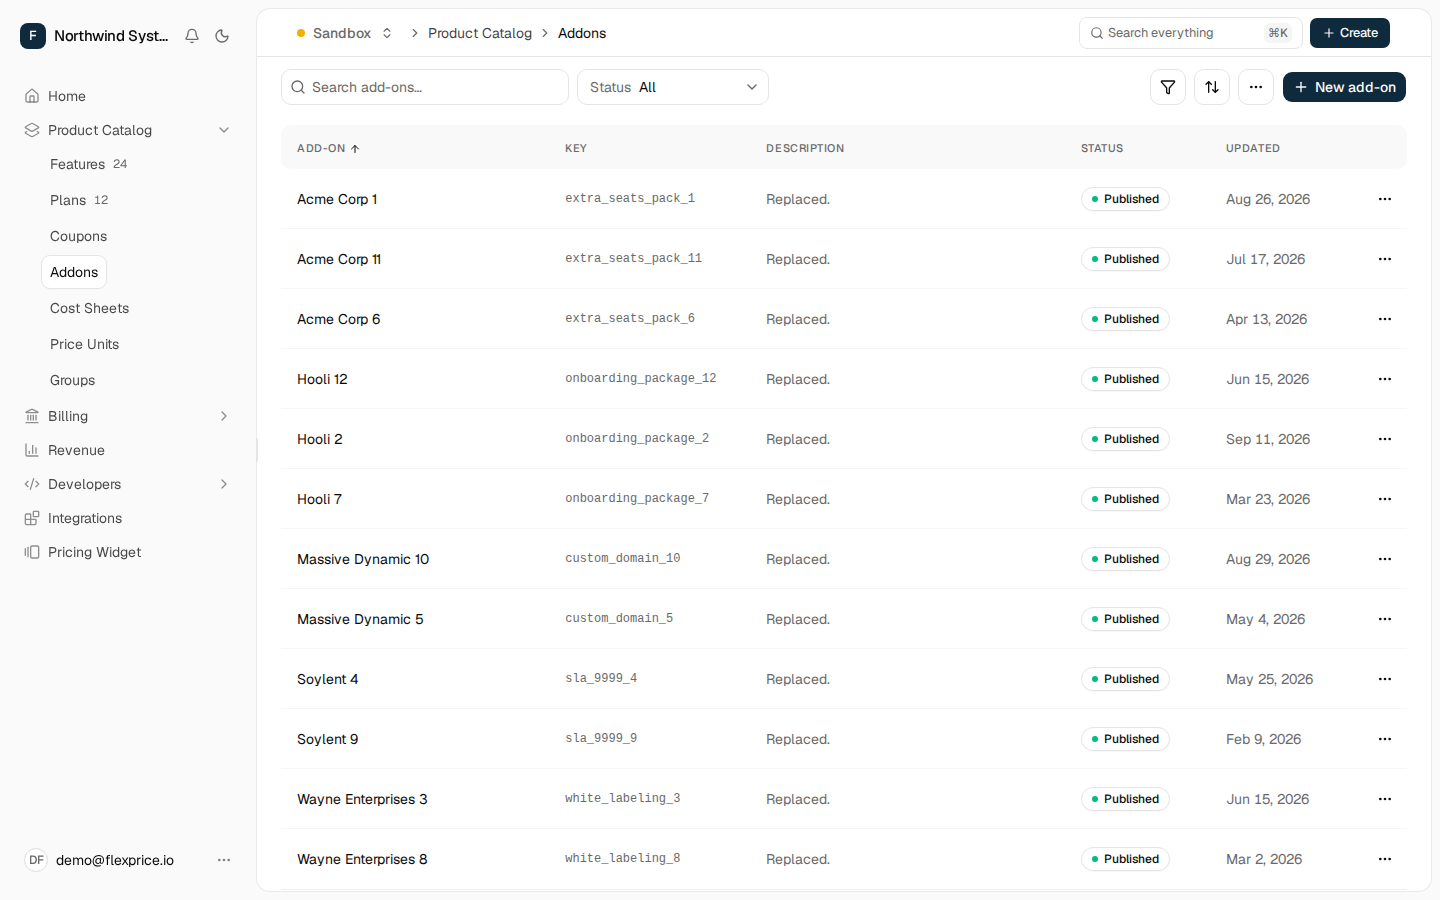 F Northwind Syst...
Home
Product Catalog
Features 24
Plans 12
Coupons
Addons
Cost Sheets
Price Units
Groups
Billing
Revenue
Developers
Integrations
Pricing Widget
DF demo@flexprice.io
Sandbox Product Catalog Addons
Search everything ⌘K
Create
Search add-ons...
Status All
New add-on
ADD-ON KEY DESCRIPTION STATUS UPDATED
Acme Corp 1 extra_seats_pack_1 Replaced. Published Aug 26, 2026
Acme Corp 11 extra_seats_pack_11 Replaced. Published Jul 17, 2026
Acme Corp 6 extra_seats_pack_6 Replaced. Published Apr 13, 2026
Hooli 12 onboarding_package_12 Replaced. Published Jun 15, 2026
Hooli 2 onboarding_package_2 Replaced. Published Sep 11, 2026
Hooli 7 onboarding_package_7 Replaced. Published Mar 23, 2026
Massive Dynamic 10 custom_domain_10 Replaced. Published Aug 29, 2026
Massive Dynamic 5 custom_domain_5 Replaced. Published May 4, 2026
Soylent 4 sla_9999_4 Replaced. Published May 25, 2026
Soylent 9 sla_9999_9 Replaced. Published Feb 9, 2026
Wayne Enterprises 3 white_labeling_3 Replaced. Published Jun 15, 2026
Wayne Enterprises 8 white_labeling_8 Replaced. Published Mar 2, 2026